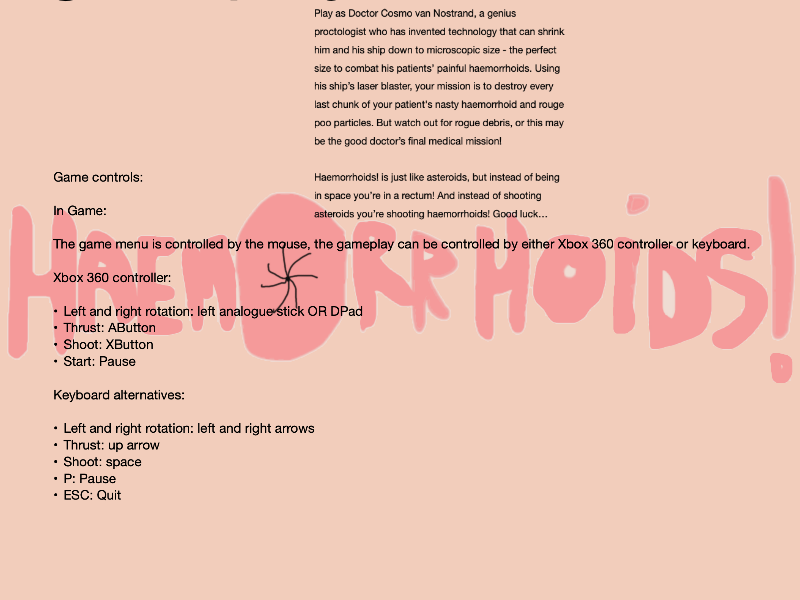 Play as Doctor Cosmo van Nostrand, a genius
proctologist who has invented technology that can shrink
him and his ship down to microscopic size - the perfect
size to combat his patients' painful haemorrhoids. Using
his ship's laser blaster, your mission is to destroy every
last chunk of your patient's nasty haemorrhoid and rouge
poo particles. But watch out for rogue debris, or this may
be the good doctor's final medical mission!
Haemorrhoids! is just like asteroids, but instead of being
in space you're in a rectum! And instead of shooting
asteroids you're shooting haemorrhoids! Good luck...
HAEMORRHOiDS!
Game controls:
In Game:
The game menu is controlled by the mouse, the gameplay can be controlled by either Xbox 360 controller or keyboard.
Xbox 360 controller:
• Left and right rotation: left analogue stick OR DPad
• Thrust: AButton
• Shoot: XButton
• Start: Pause
Keyboard alternatives:
• Left and right rotation: left and right arrows
• Thrust: up arrow
• Shoot: space
• P: Pause
• ESC: Quit